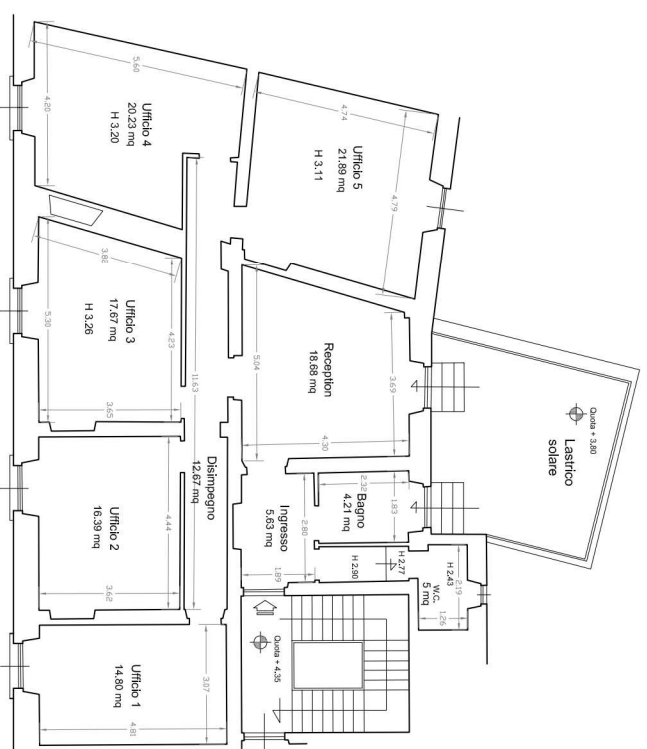 Ufficio 4
20.23 mq
H 3.20
5.60
4.20
Ufficio 5
21.89 mq
H 3.11
4.74
4.79
Ufficio 3
17.67 mq
H 3.26
5.30
4.23
3.65
Reception
18.68 mq
5.04
3.69
4.30
Lastrico
solare
Quota + 3,80
Disimpegno
12.67 mq
11.63
Ufficio 2
16.39 mq
4.44
3.62
Ingresso
5.63 mq
2.80
1.89
Bagno
4.21 mq
2.32
1.83
H 2.90
H 2.77
H 2.43
W.C.
5 mq
2.19
1.26
Quota + 4,35
Ufficio 1
14.80 mq
3.07
4.81